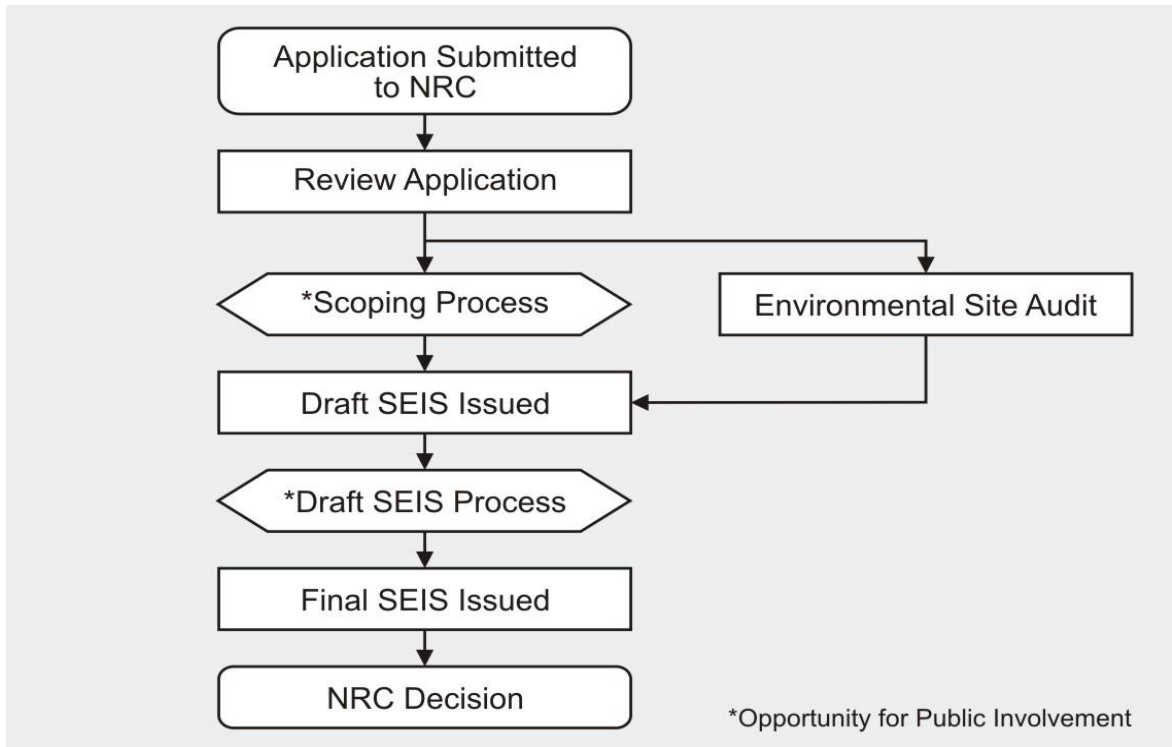 Application Submitted
to NRC
Review Application
*Scoping Process
Environmental Site Audit
Draft SEIS Issued
*Draft SEIS Process
Final SEIS Issued
NRC Decision
*Opportunity for Public Involvement